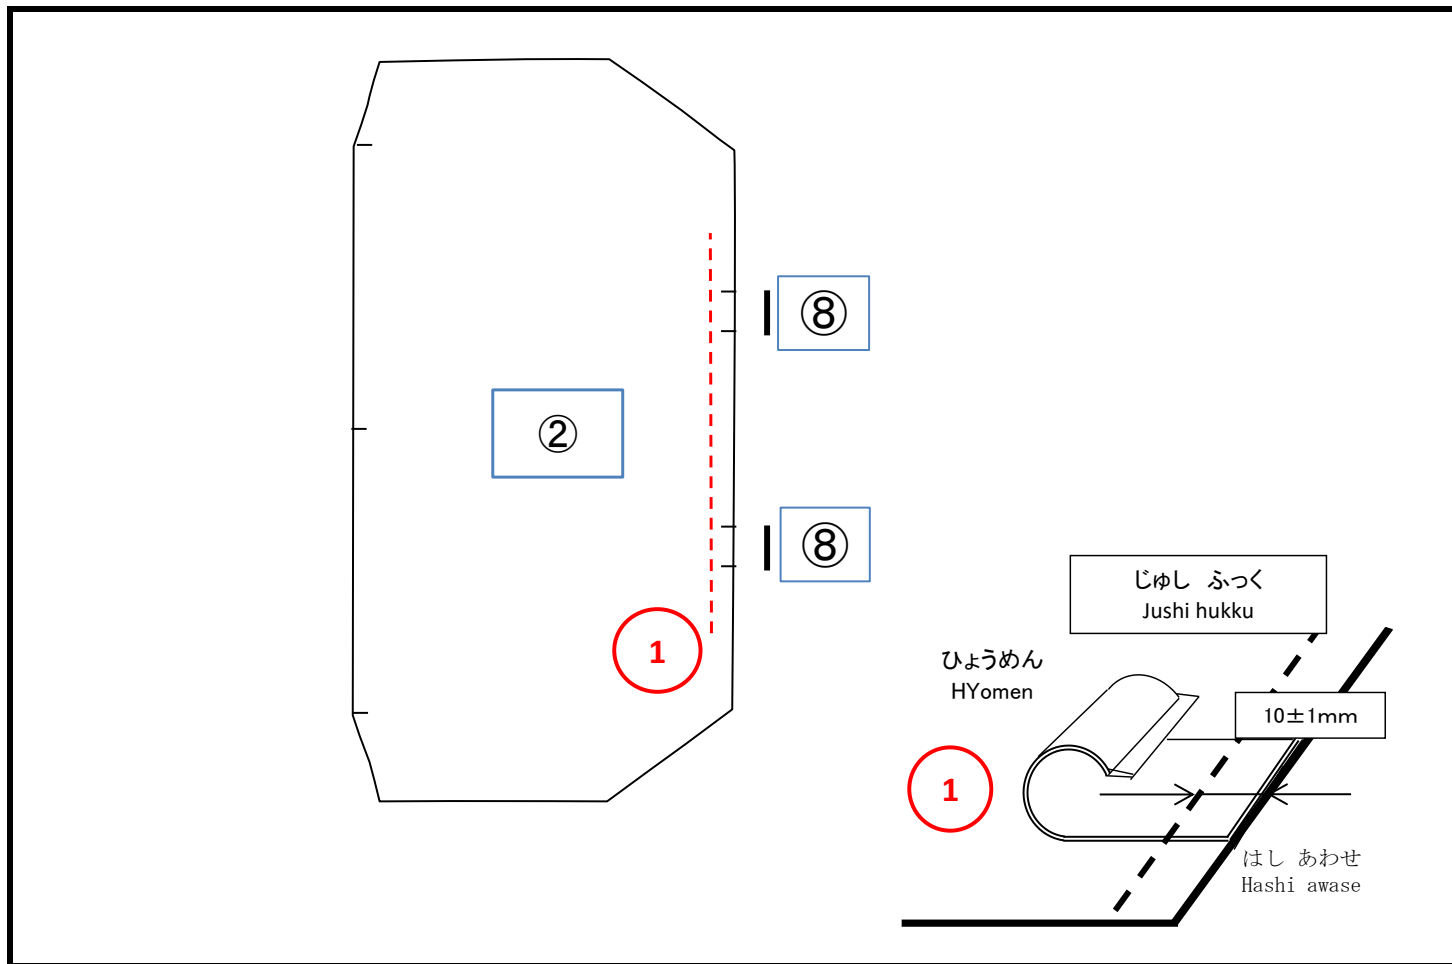 ⑧
②
⑧
1
じゅし ふっく
Jushi hukku
ひょうめん
HYomen
10±1mm
1
はし あわせ
Hashi awase